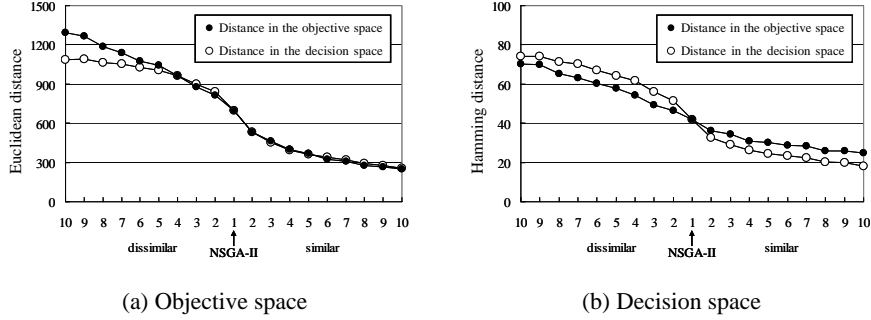 1500
1200
900
600
300
0
Euclidean distance
Distance in the objective space
Distance in the decision space
10 9 8 7 6 5 4 3 2 1 2 3 4 5 6 7 8 9 10
dissimilar
NSGA-II
similar
(a) Objective space
100
80
60
40
20
0
Hamming distance
Distance in the objective space
Distance in the decision space
10 9 8 7 6 5 4 3 2 1 2 3 4 5 6 7 8 9 10
dissimilar
NSGA-II
similar
(b) Decision space